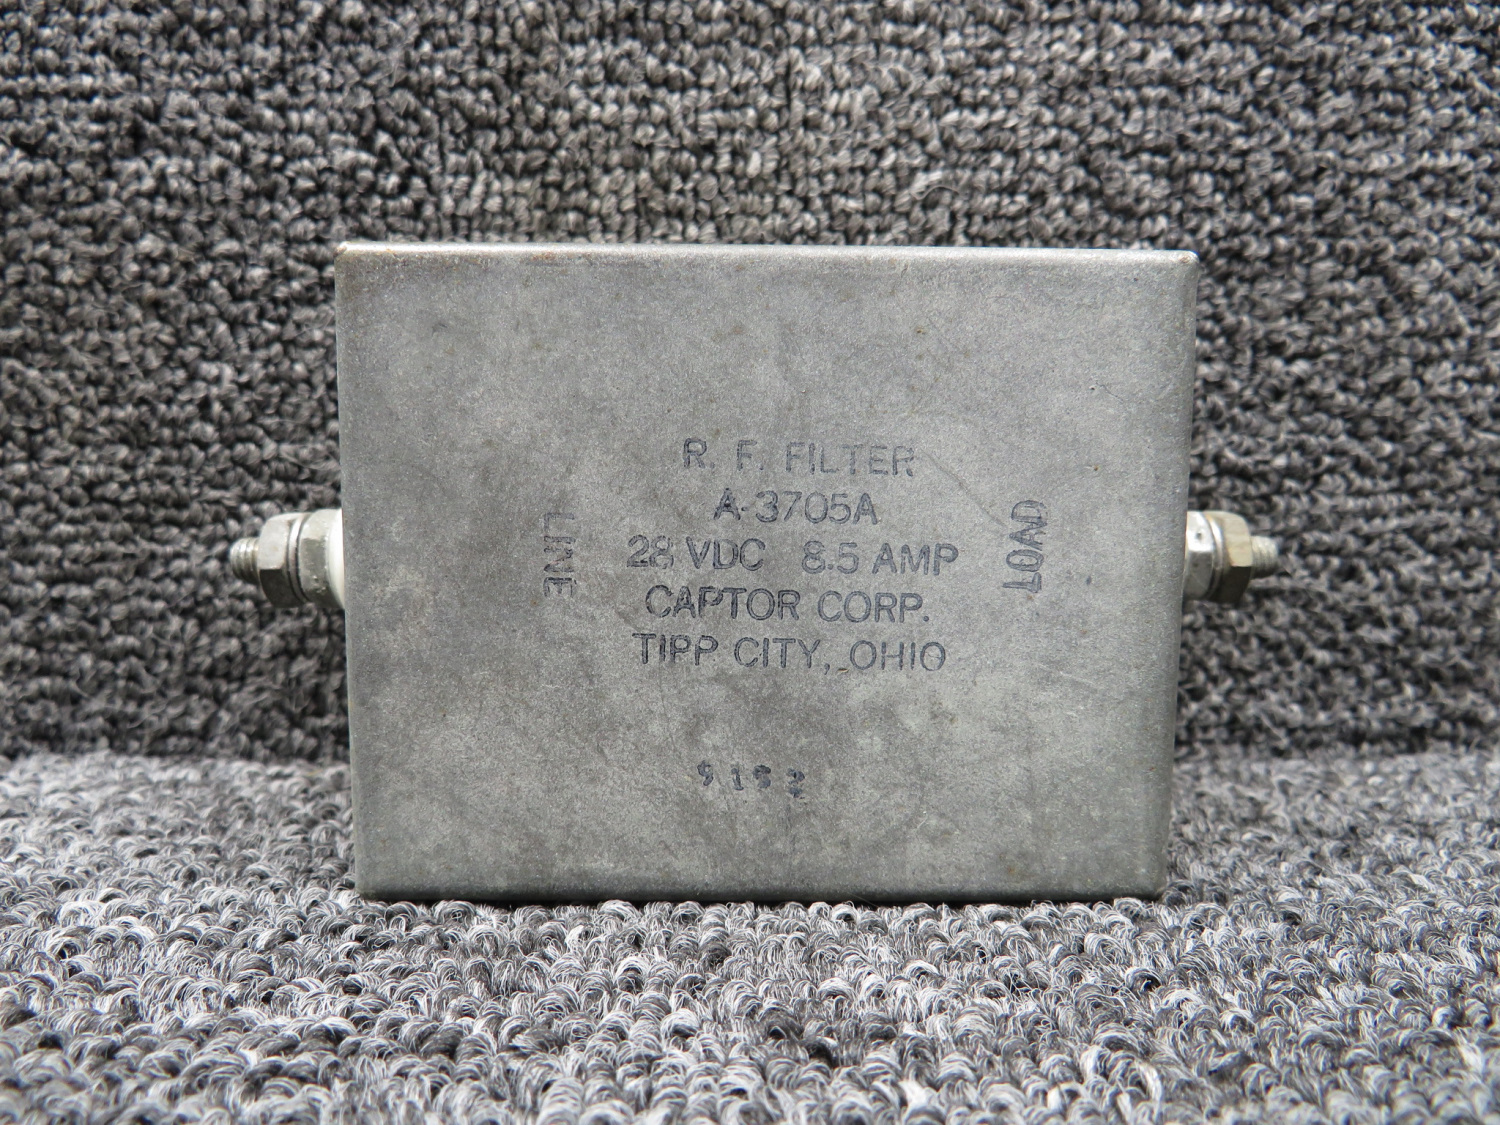 R. F. FILTER
A-3705A
28 VDC 8.5 AMP
CAPTOR CORP.
TIPP CITY, OHIO
LINE
LOAD